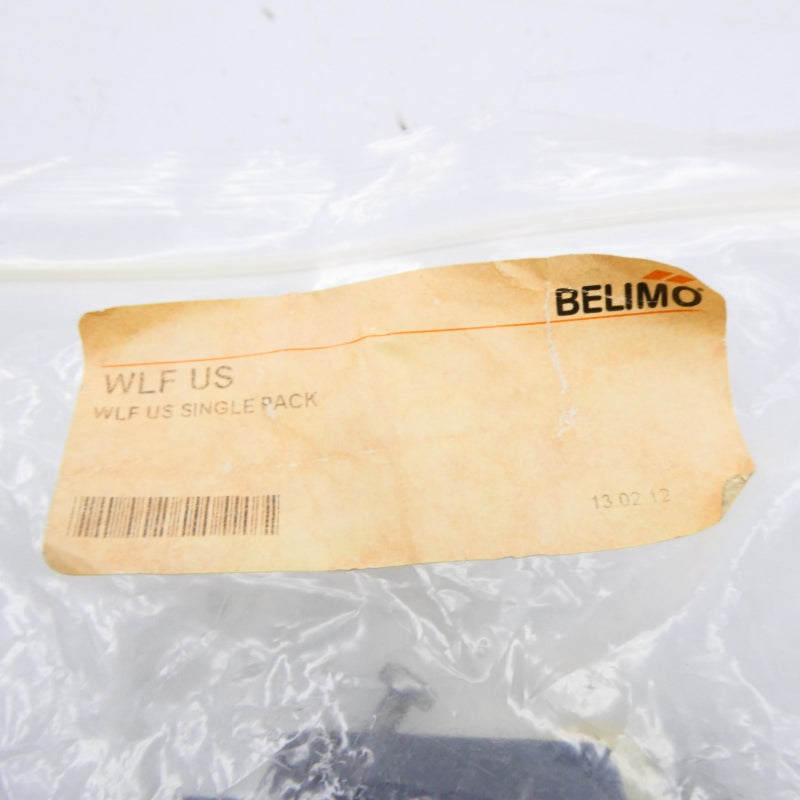 BELIMO
WLF US
WLF US SINGLE PACK
13 02 12